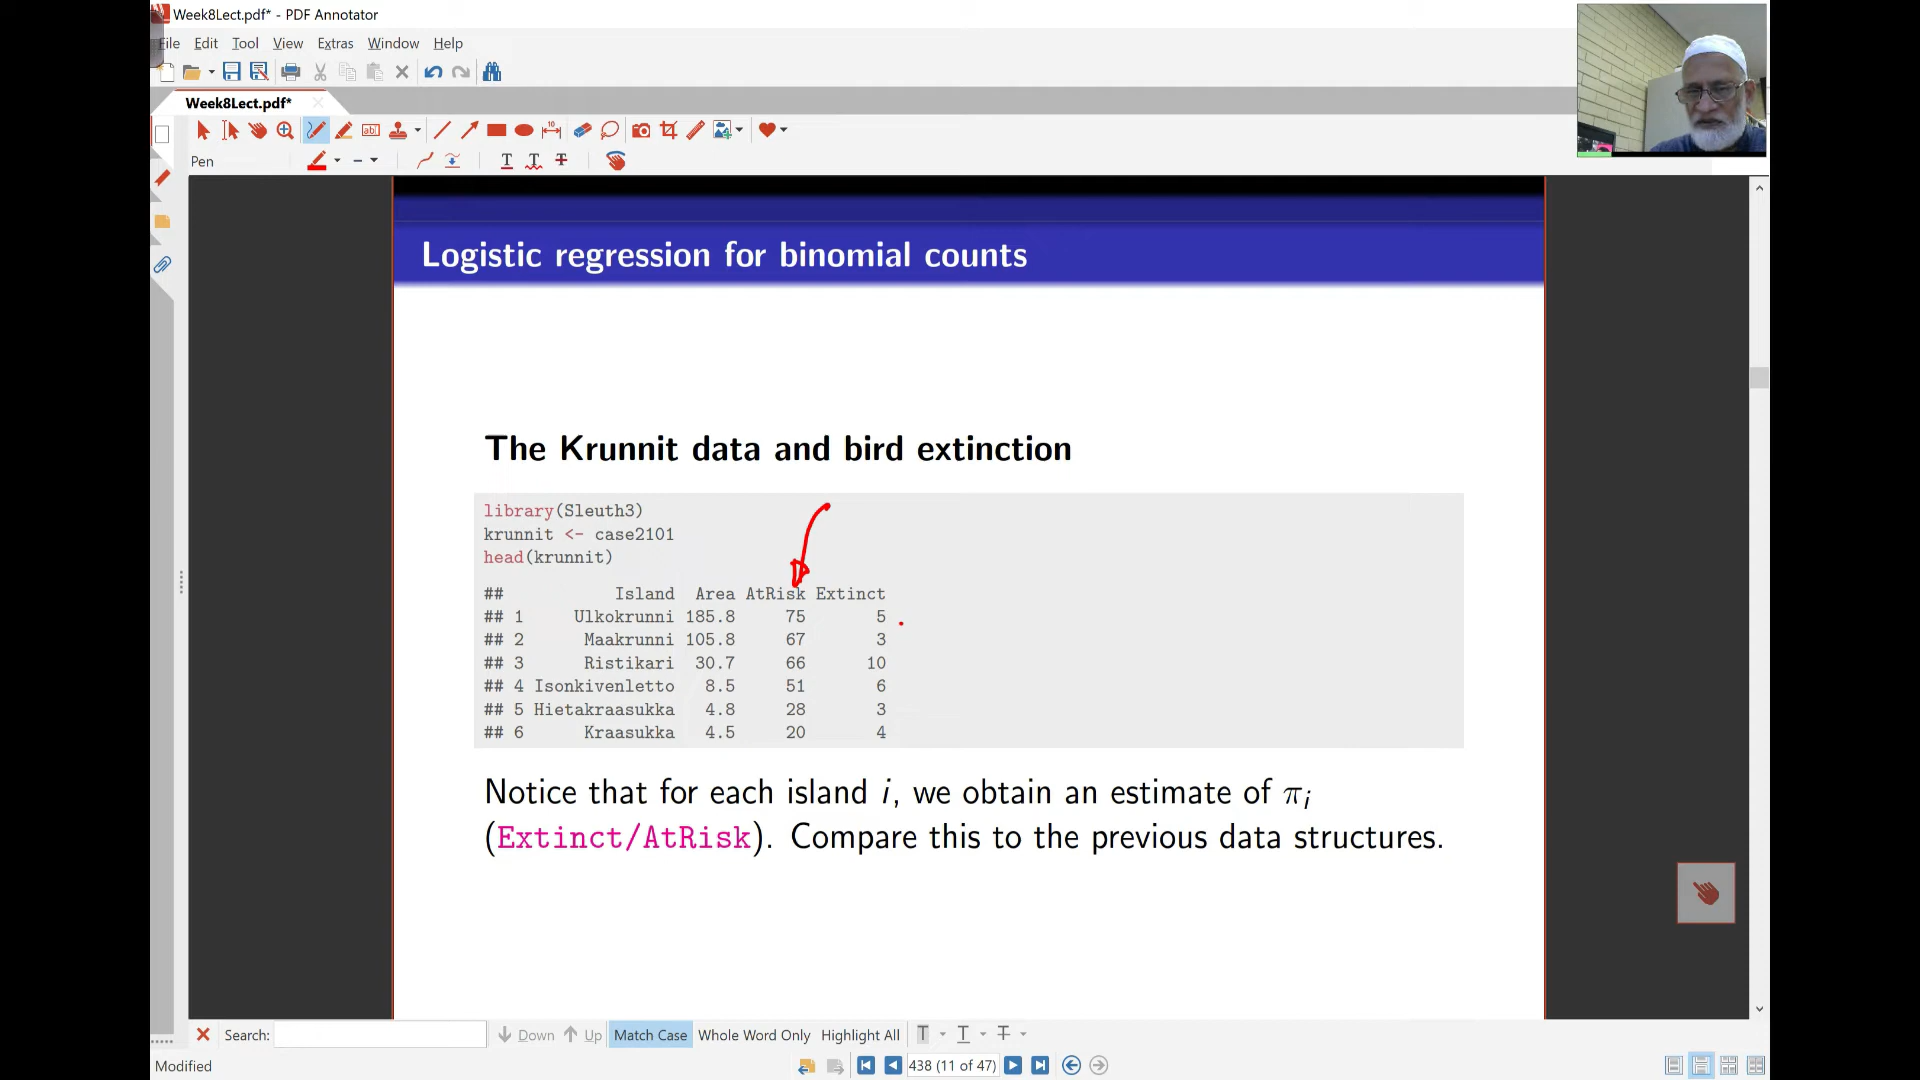 Week8Lect.pdf* - PDF Annotator
File Edit Tool View Extras Window Help
Week8Lect.pdf*
Pen
Logistic regression for binomial counts
The Krunnit data and bird extinction
library(Sleuth3)
krunnit <- case2101
head(krunnit)
## Island Area AtRisk Extinct
## 1 Ulkokrunni 185.8 75 5
## 2 Maakrunni 105.8 67 3
## 3 Ristikari 30.7 66 10
## 4 Isonkivenletto 8.5 51 6
## 5 Hietakraasukka 4.8 28 3
## 6 Kraasukka 4.5 20 4
Notice that for each island i, we obtain an estimate of πi
(Extinct/AtRisk). Compare this to the previous data structures.
Search: Down Up Match Case Whole Word Only Highlight All
Modified 438 (11 of 47)